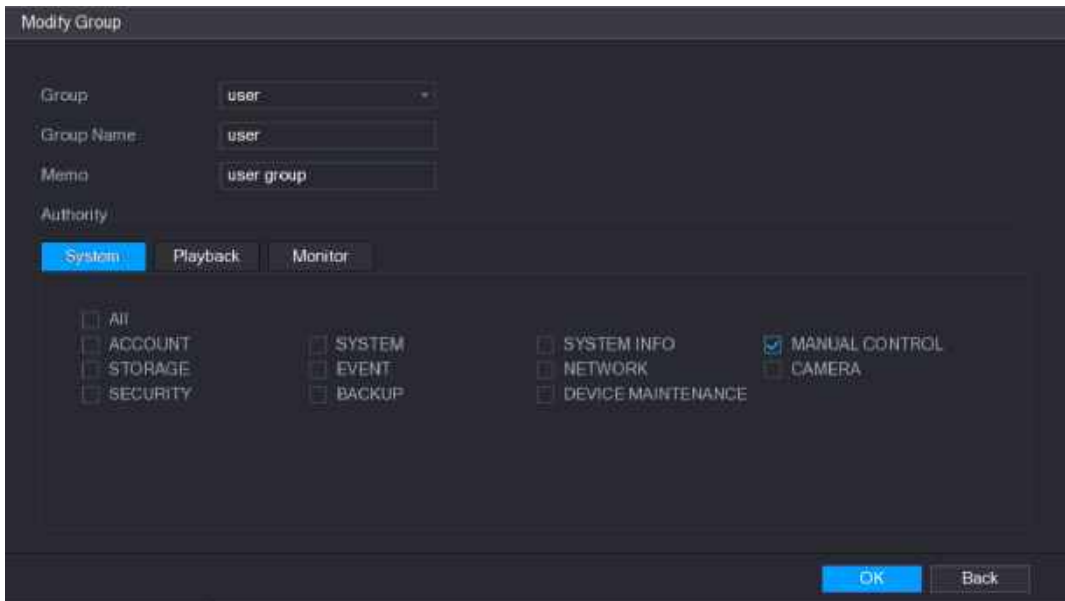 Modify Group
Group user
Group Name user
Memo user group
Authority
System Playback Monitor
All
ACCOUNT SYSTEM SYSTEM INFO MANUAL CONTROL
STORAGE EVENT NETWORK CAMERA
SECURITY BACKUP DEVICE MAINTENANCE
OK Back